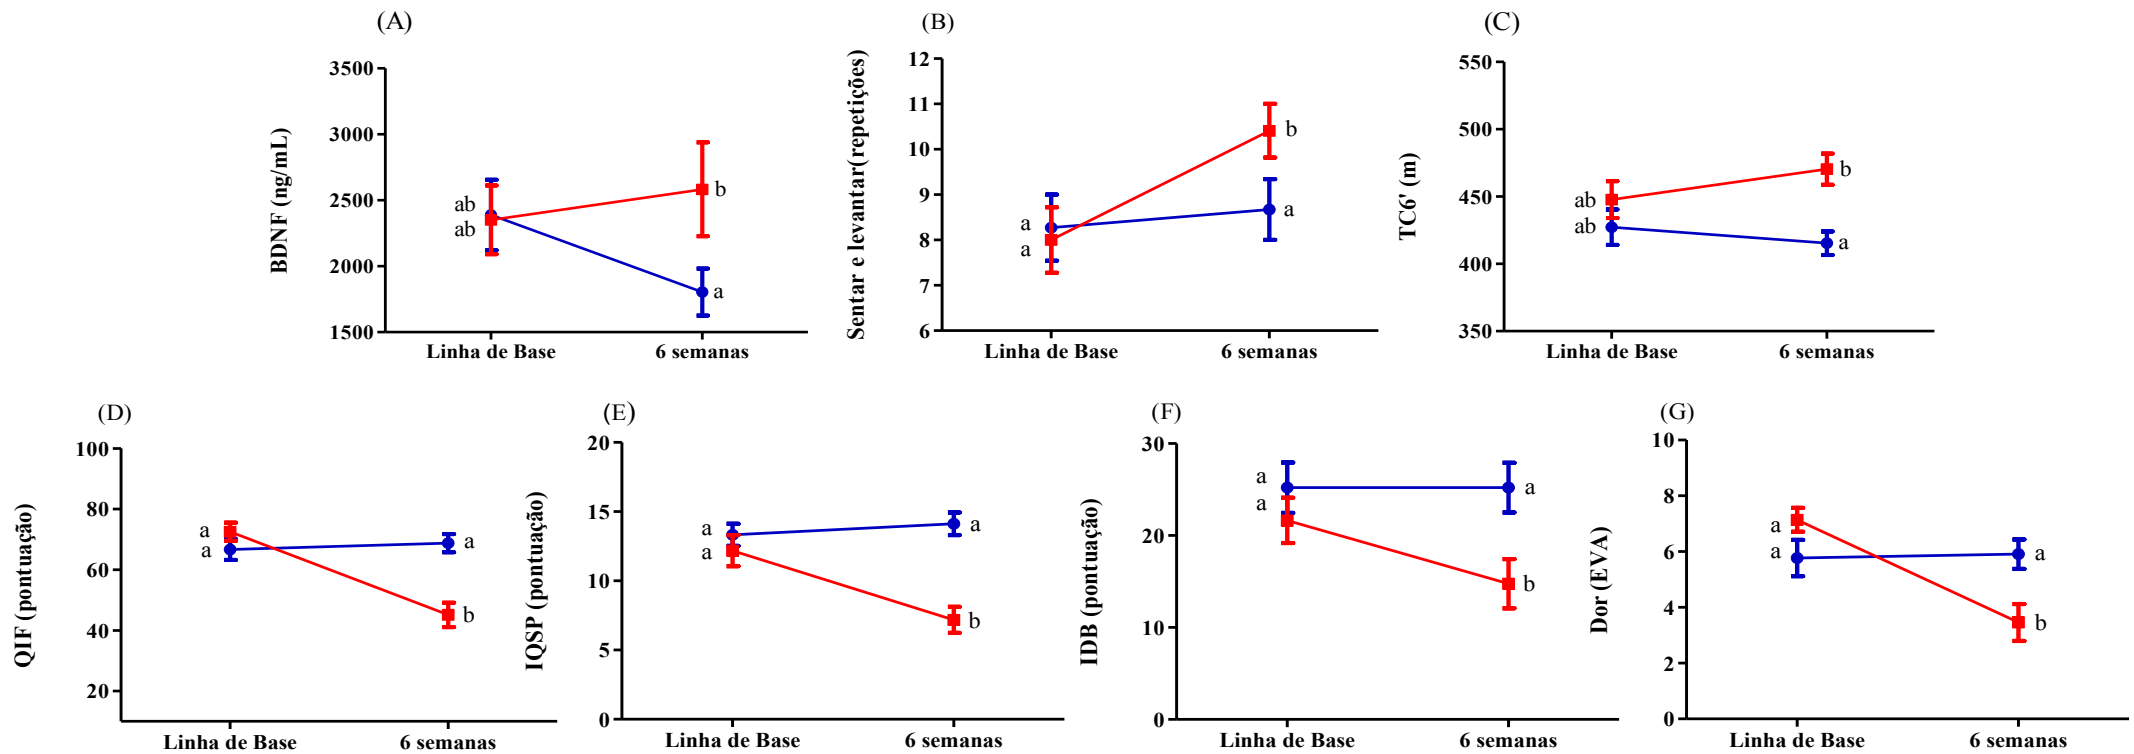 (A)
BDNF (ng/mL)
3500
3000
2500
2000
1500
ab
ab
b
a
Linha de Base
6 semanas
(B)
Sentar e levantar(repetições)
12
11
10
9
8
7
6
a
a
b
a
Linha de Base
6 semanas
(C)
TC6' (m)
550
500
450
400
350
ab
ab
b
a
Linha de Base
6 semanas
(D)
QIF (pontuação)
100
80
60
40
20
a
a
a
b
Linha de Base
6 semanas
(E)
IQSP (pontuação)
20
15
10
5
0
a
a
a
b
Linha de Base
6 semanas
(F)
IDB (pontuação)
30
20
10
0
a
a
a
b
Linha de Base
6 semanas
(G)
Dor (EVA)
10
8
6
4
2
0
a
a
a
b
Linha de Base
6 semanas